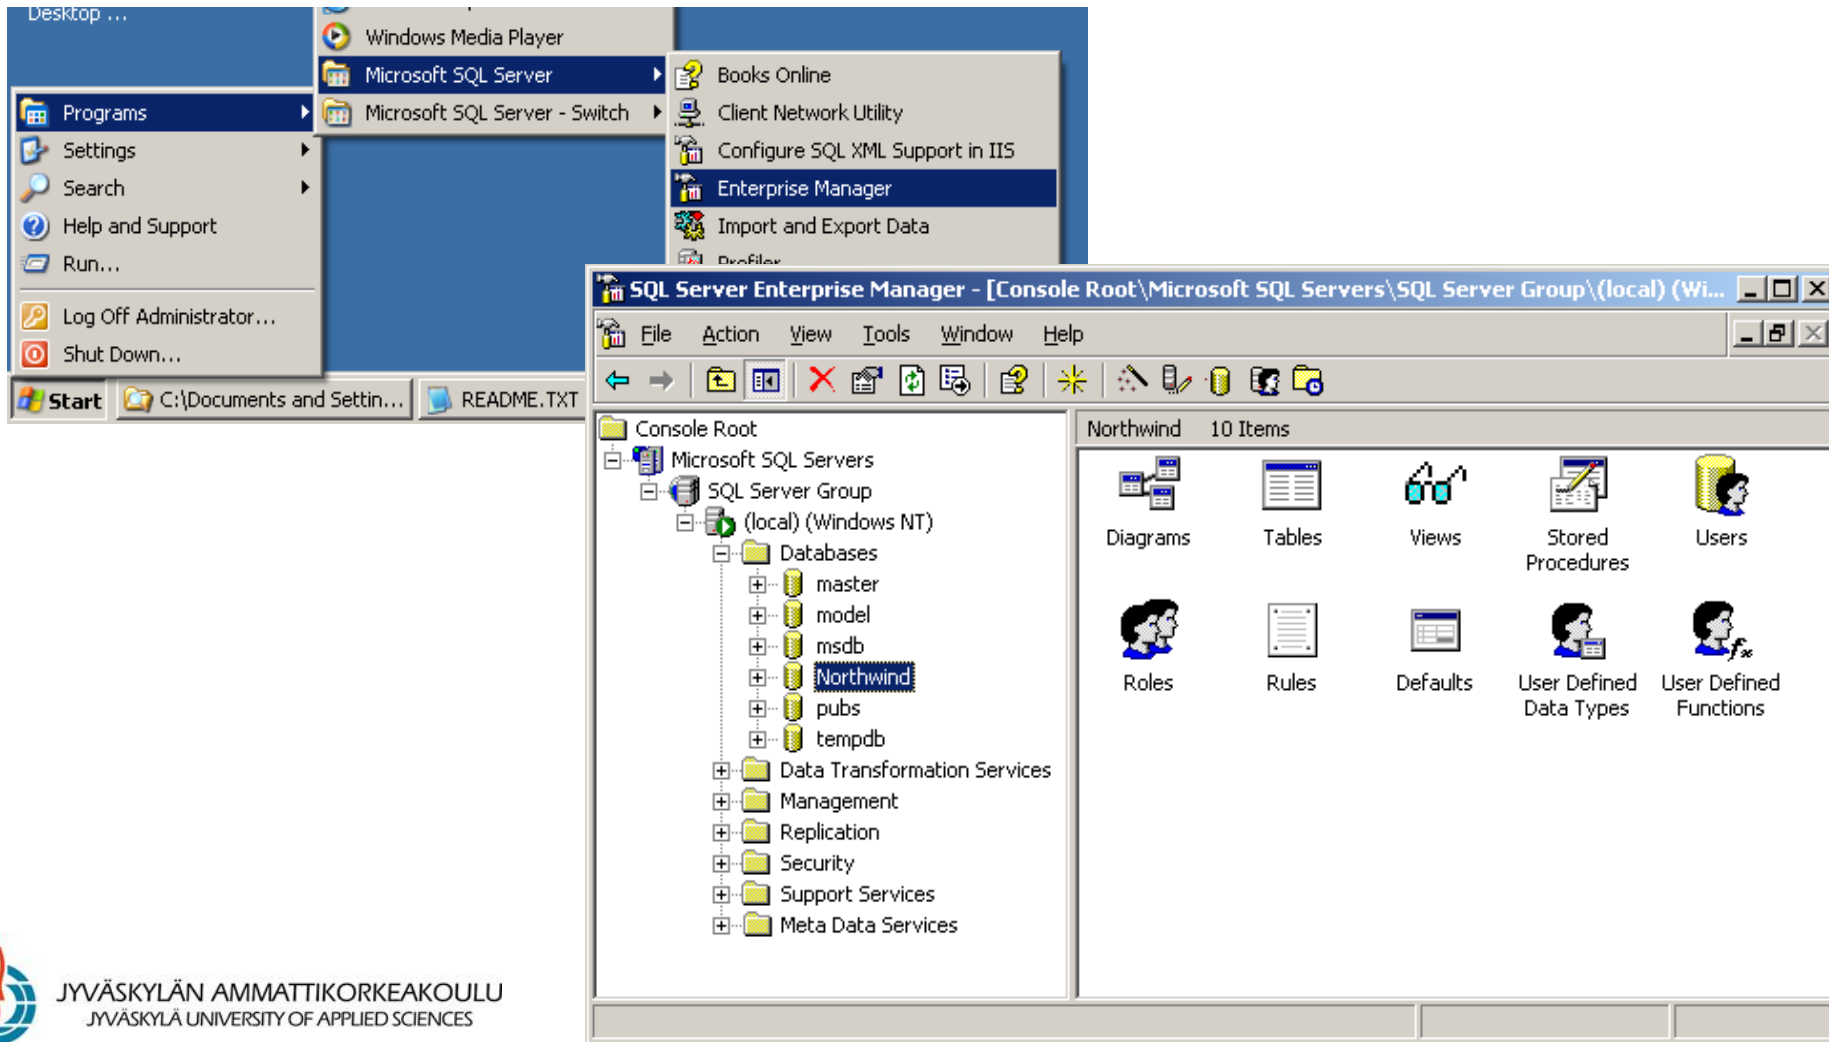 Desktop ...
Windows Media Player
Microsoft SQL Server
Microsoft SQL Server - Switch
Programs
Settings
Search
Help and Support
Run...
Log Off Administrator...
Shut Down...
Books Online
Client Network Utility
Configure SQL XML Support in IIS
Enterprise Manager
Import and Export Data
Profiler
Start
C:\Documents and Settin...
README.TXT
SQL Server Enterprise Manager - [Console Root\Microsoft SQL Servers\SQL Server Group\(local) (Wi...
File Action View Tools Window Help
Console Root
Microsoft SQL Servers
SQL Server Group
(local) (Windows NT)
Databases
master
model
msdb
Northwind
pubs
tempdb
Data Transformation Services
Management
Replication
Security
Support Services
Meta Data Services
Northwind 10 Items
Diagrams
Tables
Views
Stored
Procedures
Users
Roles
Rules
Defaults
User Defined
Data Types
User Defined
Functions
JYVÄSKYLÄN AMMATTIKORKEAKOULU
JYVÄSKYLÄ UNIVERSITY OF APPLIED SCIENCES